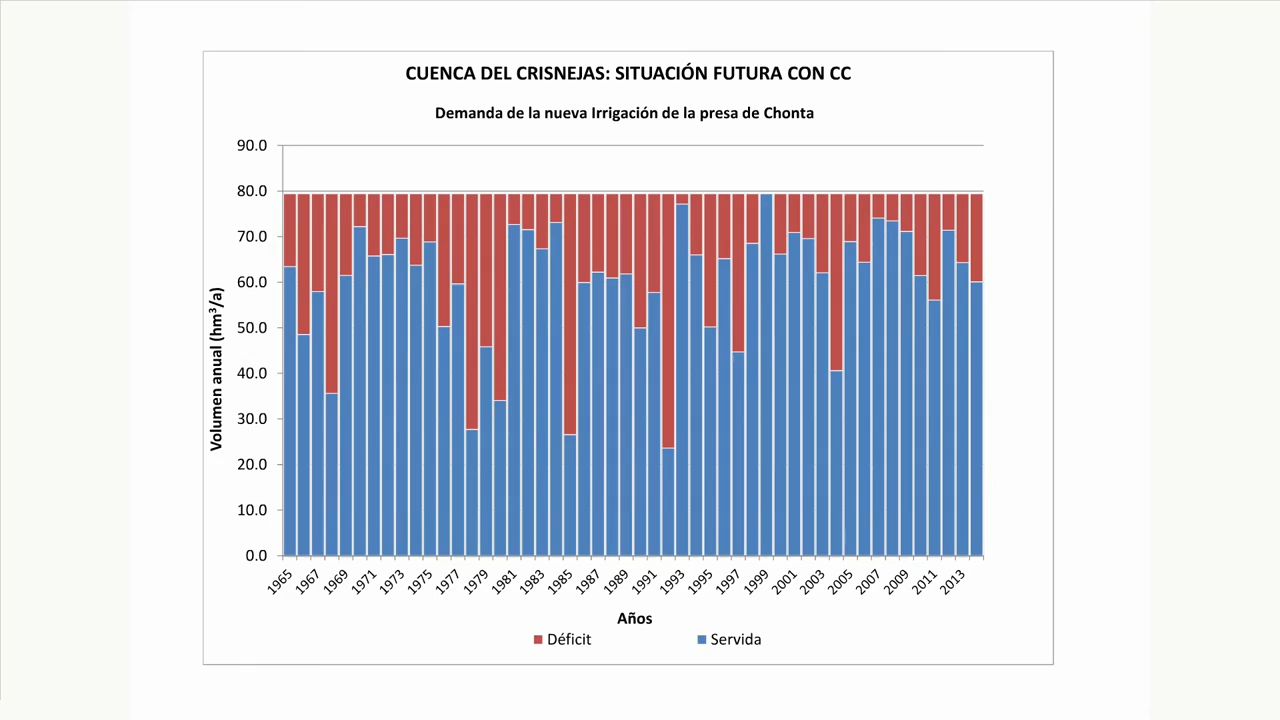 CUENCA DEL CRISNEJAS: SITUACIÓN FUTURA CON CC
Demanda de la nueva Irrigación de la presa de Chonta
90.0
80.0
70.0
60.0
50.0
40.0
30.0
20.0
10.0
0.0
Volumen anual (hm³/a)
1965 1967 1969 1971 1973 1975 1977 1979 1981 1983 1985 1987 1989 1991 1993 1995 1997 1999 2001 2003 2005 2007 2009 2011 2013
Años
Déficit Servida